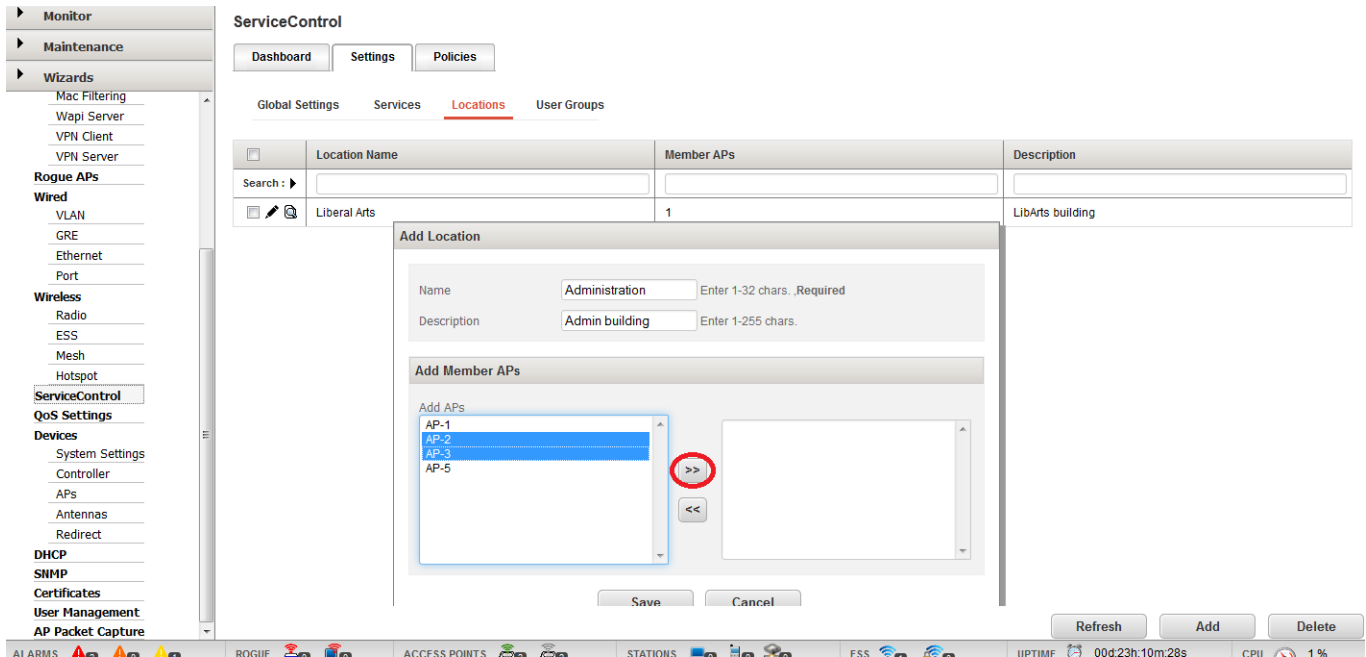 Monitor
Maintenance
Wizards
Mac Filtering
Wapi Server
VPN Client
VPN Server
Rogue APs
Wired
VLAN
GRE
Ethernet
Port
Wireless
Radio
ESS
Mesh
Hotspot
ServiceControl
QoS Settings
Devices
System Settings
Controller
APs
Antennas
Redirect
DHCP
SNMP
Certificates
User Management
AP Packet Capture
ServiceControl
Dashboard Settings Policies
Global Settings Services Locations User Groups
Location Name Member APs Description
Search :
Liberal Arts 1 LibArts building
Add Location
Name Administration Enter 1-32 chars. ,Required
Description Admin building Enter 1-255 chars.
Add Member APs
Add APs
AP-1
AP-2
AP-3
AP-5
>>
<<
Save Cancel
Refresh Add Delete
ALARMS ROGUE ACCESS POINTS STATIONS ESS UPTIME 00d:23h:10m:28s CPU 1 %